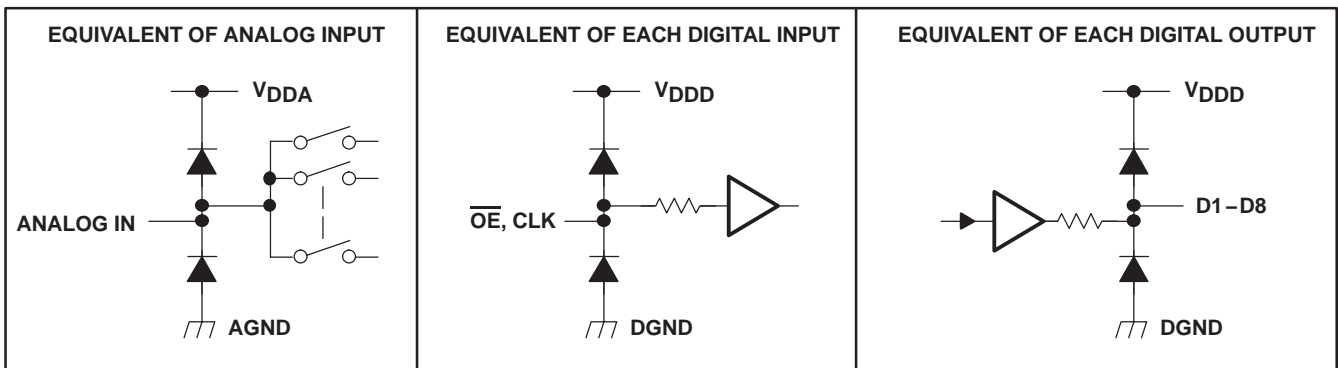 EQUIVALENT OF ANALOG INPUT
VDDA
ANALOG IN
AGND
EQUIVALENT OF EACH DIGITAL INPUT
VDDD
OE, CLK
DGND
EQUIVALENT OF EACH DIGITAL OUTPUT
VDDD
D1–D8
DGND